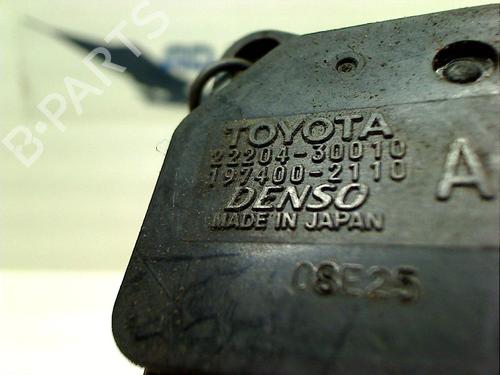 B-PARTS
TOYOTA
22204-30010
197400-2110
A
DENSO
MADE IN JAPAN
08E25